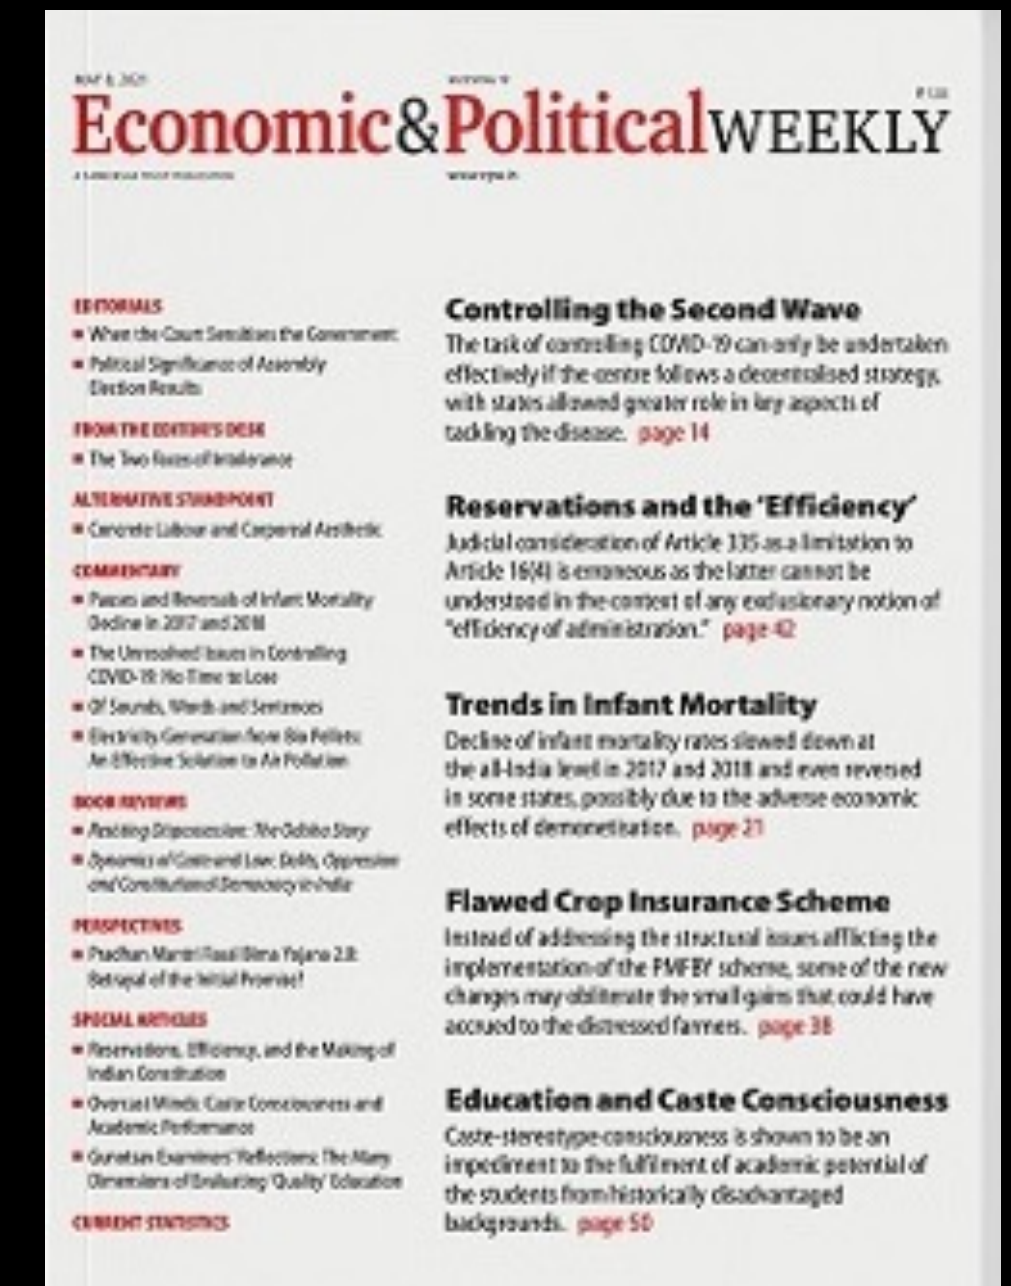 MAY 8, 2021
Economic&PoliticalWEEKLY
A SAMEEKSHA TRUST PUBLICATION
www.epw.in
EDITORIALS
When the Court Sensitises the Government
Political Significance of Assembly
Election Results
FROM THE EDITOR'S DESK
The Two Faces of Intolerance
ALTERNATIVE STANDPOINT
Concrete Labour and Corporeal Aesthetic
COMMENTARY
Pauses and Reversals of Infant Mortality
Decline in 2017 and 2018
The Unresolved Issues in Controlling
COVID-19: No Time to Lose
Of Sounds, Words and Sentences
Electricity Generation from Bio Pellets:
An Effective Solution to Air Pollution
BOOK REVIEWS
Resisting Dispossession: The Odisha Story
Dynamics of Caste and Law: Dalits, Oppression
and Constitutional Democracy in India
PERSPECTIVES
Pradhan Mantri Fasal Bima Yojana 2.0:
Betrayal of the Initial Promise?
SPECIAL ARTICLES
Reservations, Efficiency, and the Making of
Indian Constitution
Overcast Minds: Caste Consciousness and
Academic Performance
Examiners' Reflections: The Many
Dimensions of Evaluating 'Quality' Education
CURRENT STATISTICS
Controlling the Second Wave
The task of controlling COVID-19 can only be undertaken
effectively if the centre follows a decentralised strategy,
with states allowed greater role in key aspects of
tackling the disease. page 14
Reservations and the 'Efficiency'
Judicial consideration of Article 335 as a limitation to
Article 16(4) is erroneous as the latter cannot be
understood in the context of any exclusionary notion of
"efficiency of administration." page 42
Trends in Infant Mortality
Decline of infant mortality rates slowed down at
the all-India level in 2017 and 2018 and even reversed
in some states, possibly due to the adverse economic
effects of demonetisation. page 21
Flawed Crop Insurance Scheme
Instead of addressing the structural issues afflicting the
implementation of the PMFBY scheme, some of the new
changes may obliterate the small gains that could have
accrued to the distressed farmers. page 38
Education and Caste Consciousness
Caste-stereotype-consciousness is shown to be an
impediment to the fulfilment of academic potential of
the students from historically disadvantaged
backgrounds. page 50